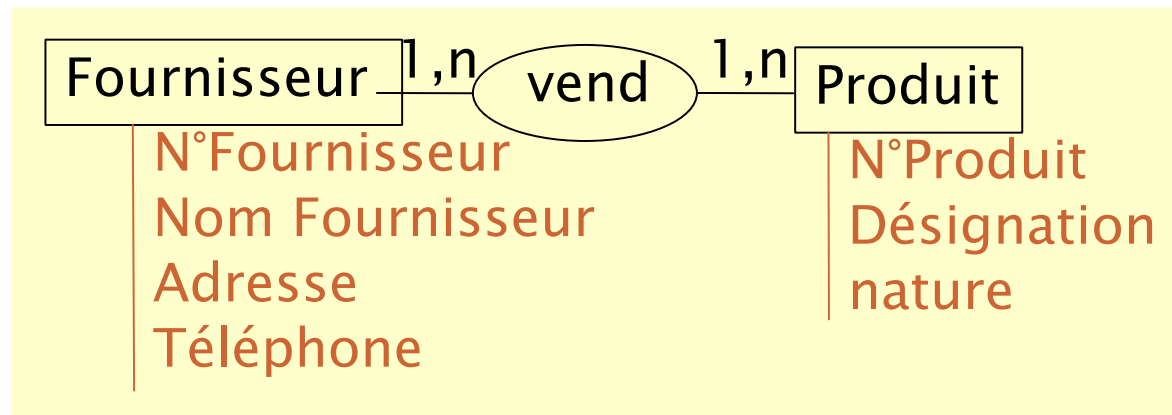 Fournisseur 1,n vend 1,n Produit
N°Fournisseur
Nom Fournisseur
Adresse
Téléphone
N°Produit
Désignation
nature